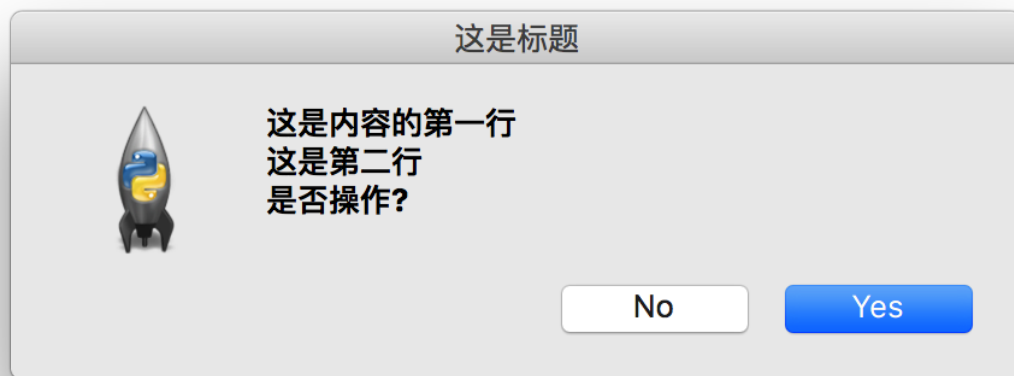 这是标题
这是内容的第一行
这是第二行
是否操作?
No
Yes